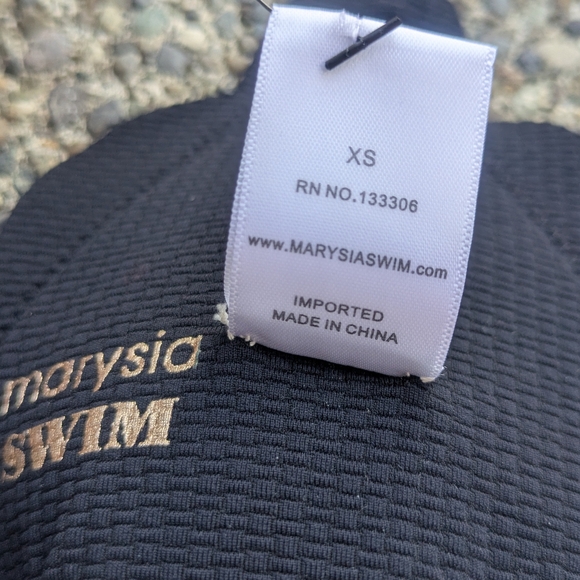 XS
RN NO.133306
www.MARYSIASWIM.com
IMPORTED
MADE IN CHINA
marysia
SWIM